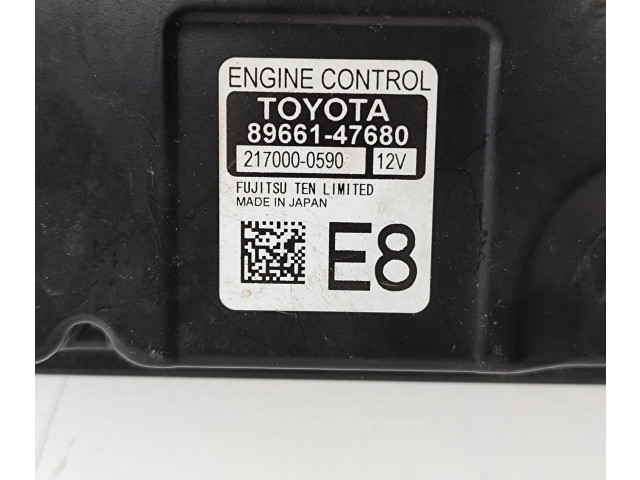 ENGINE CONTROL
TOYOTA
89661-47680
217000-0590 12V
FUJITSU TEN LIMITED
MADE IN JAPAN
E8